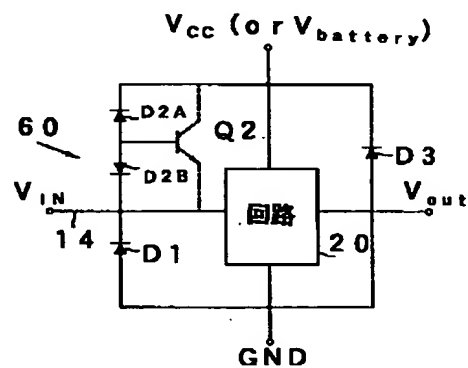 VCC (or Vbattery)
D2A
60
Q2
D3
D2B
VIN
Vout
回路
14
D1
20
GND